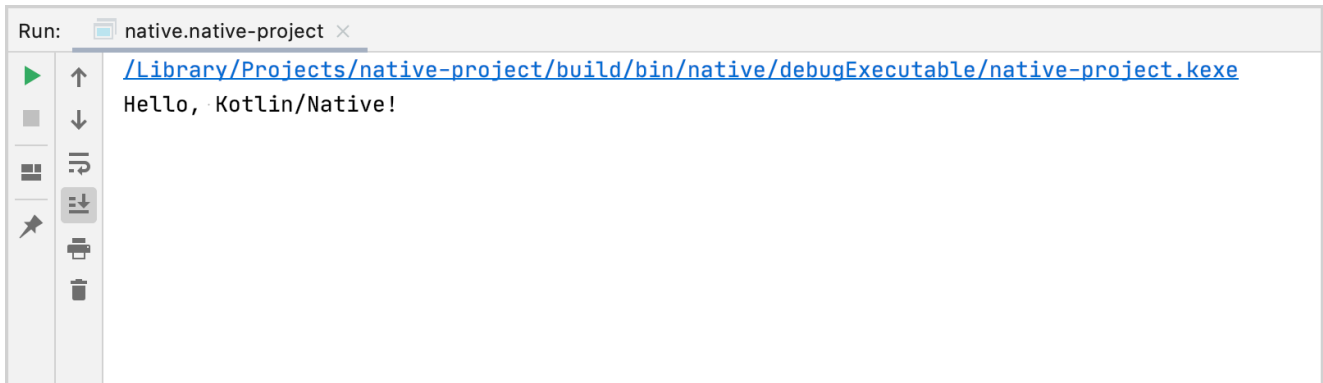 Run: native.native-project
/Library/Projects/native-project/build/bin/native/debugExecutable/native-project.kexe
Hello, Kotlin/Native!